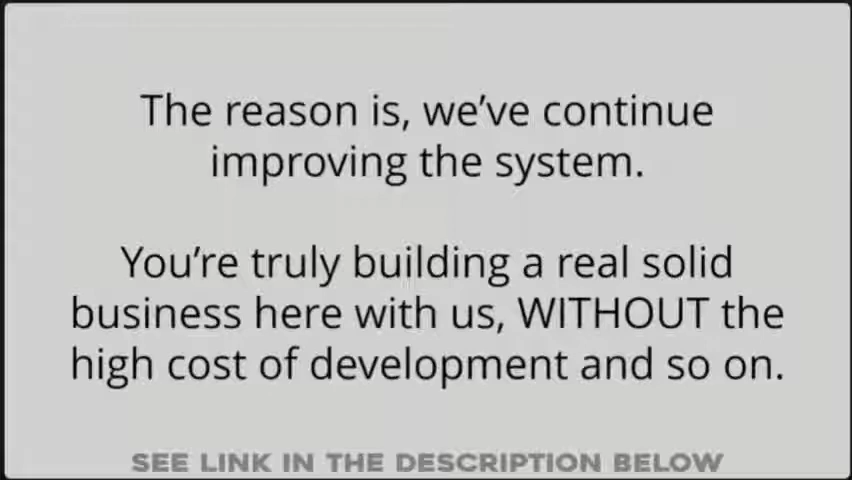 The reason is, we've continue
improving the system.
You're truly building a real solid
business here with us, WITHOUT the
high cost of development and so on.
SEE LINK IN THE DESCRIPTION BELOW